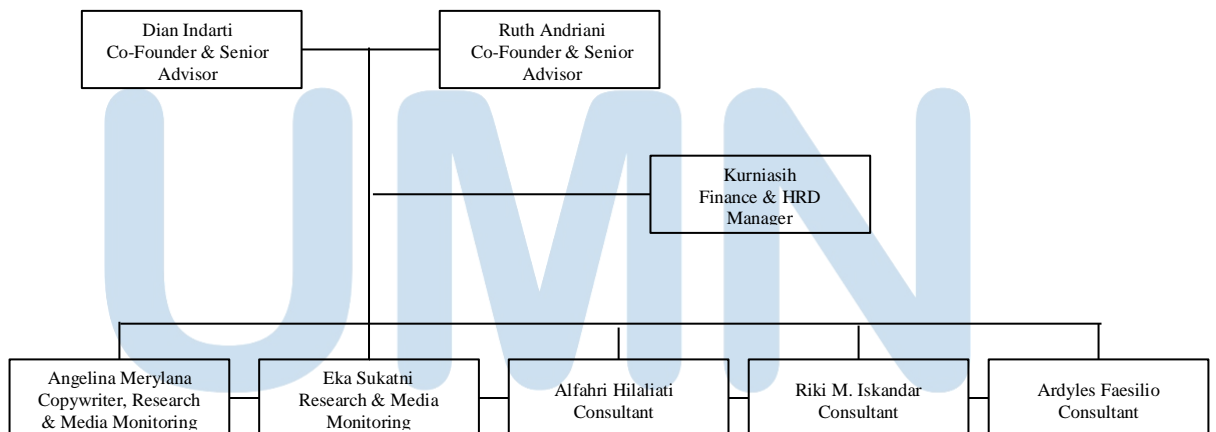 Dian Indarti
Co-Founder & Senior
Advisor
Ruth Andriani
Co-Founder & Senior
Advisor
UMN
Kurniasih
Finance & HRD
Manager
Angelina Merylana
Copywriter, Research
& Media Monitoring
Eka Sukatni
Research & Media
Monitoring
Alfahri Hilaliati
Consultant
Riki M. Iskandar
Consultant
Ardyles Faesilio
Consultant